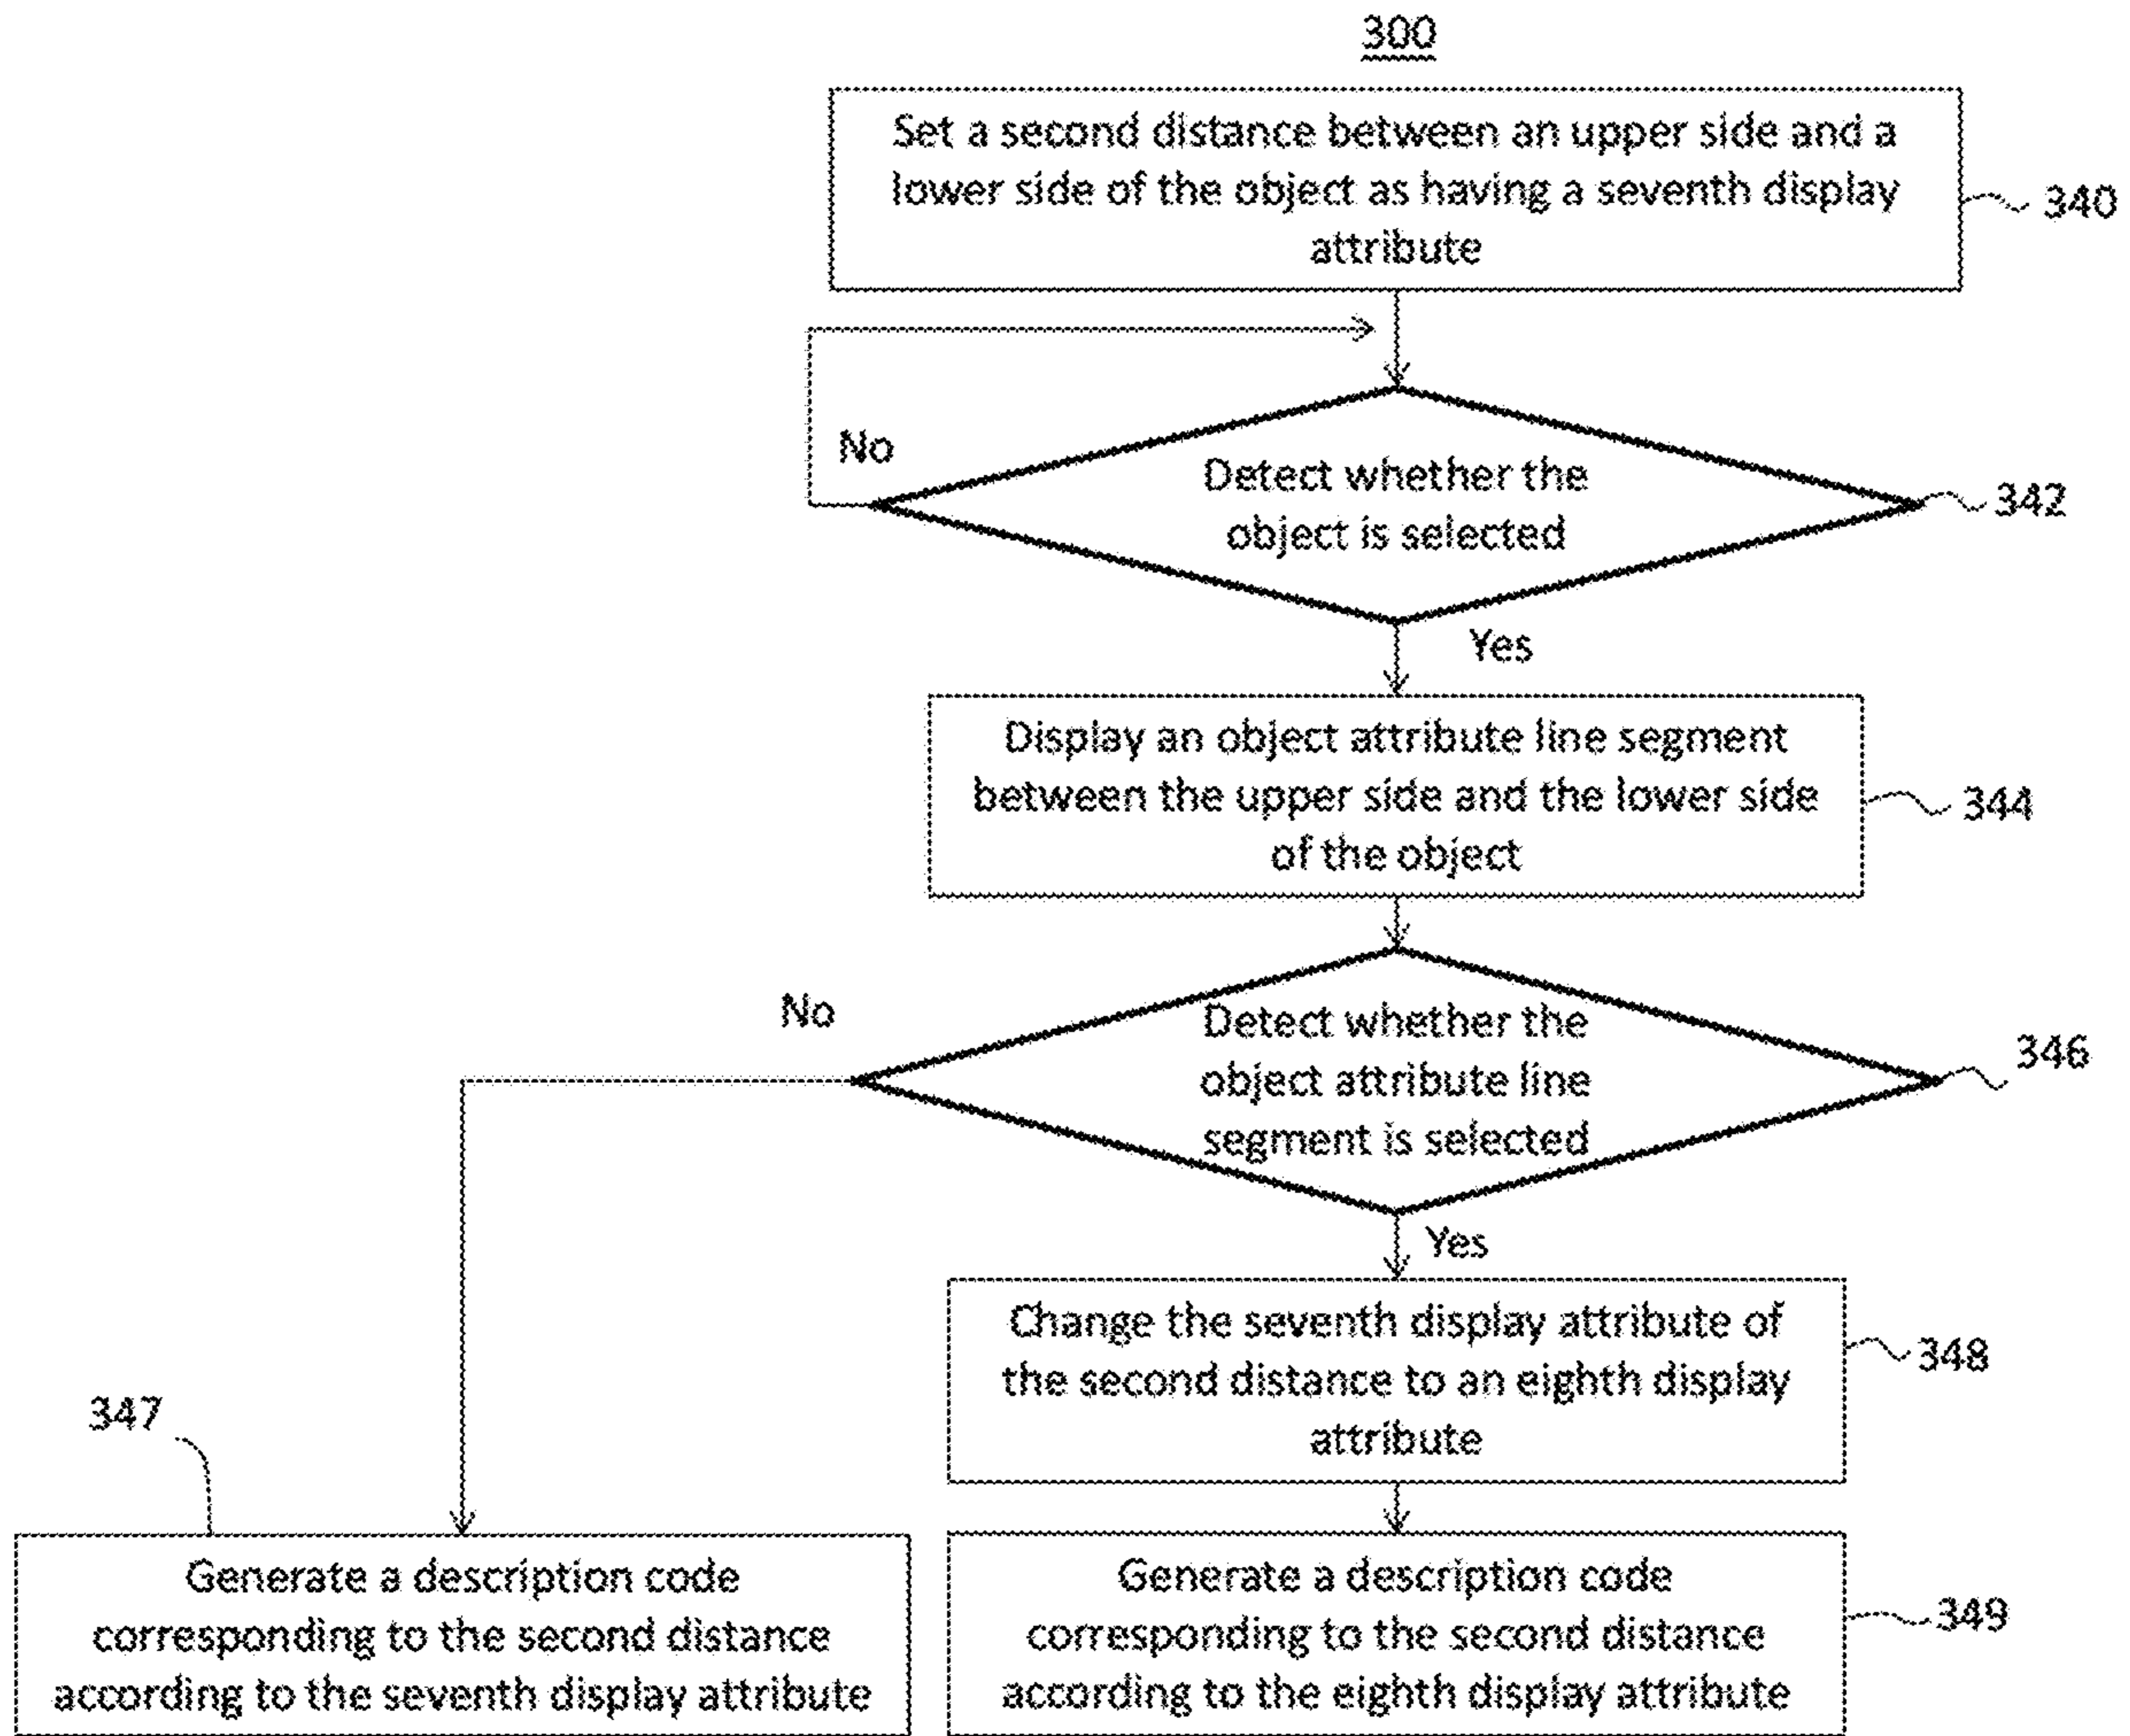 300
Set a second distance between an upper side and a
lower side of the object as having a seventh display
attribute
340
No
Detect whether the
object is selected
342
Yes
Display an object attribute line segment
between the upper side and the lower side
of the object
344
No
Detect whether the
object attribute line
segment is selected
346
Yes
Change the seventh display attribute of
the second distance to an eighth display
attribute
348
347
Generate a description code
corresponding to the second distance
according to the seventh display attribute
Generate a description code
corresponding to the second distance
according to the eighth display attribute
349